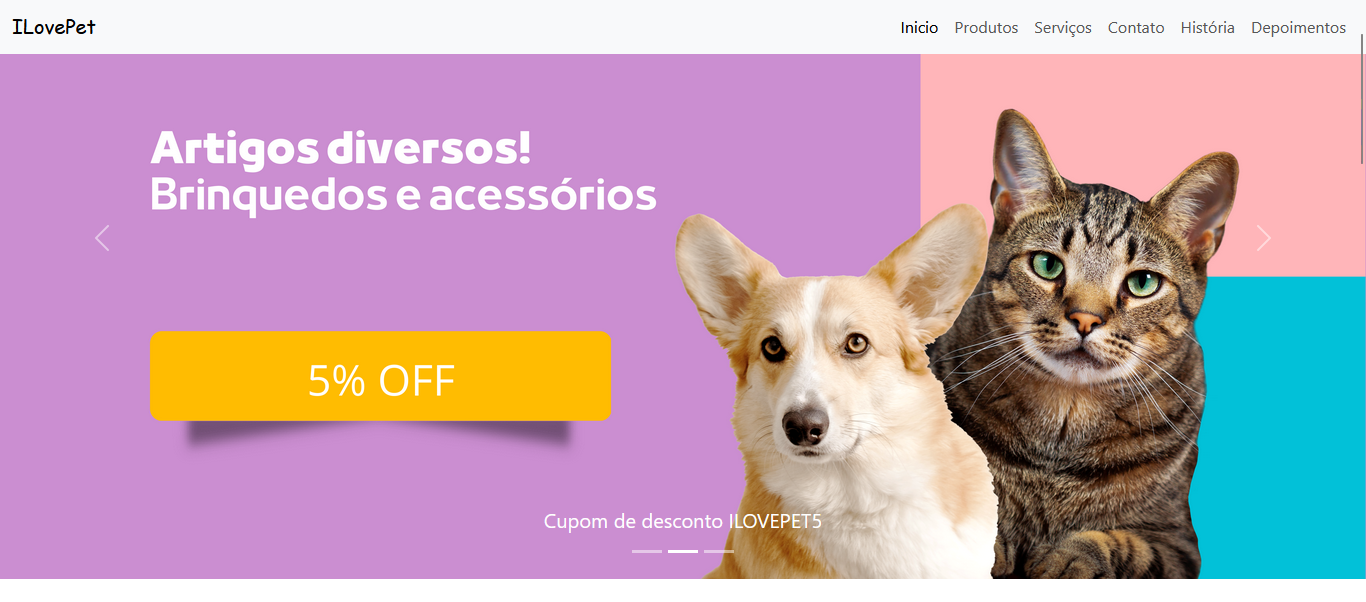 ILovePet
Inicio Produtos Serviços Contato História Depoimentos
Artigos diversos!
Brinquedos e acessórios
5% OFF
Cupom de desconto ILOVEPET5